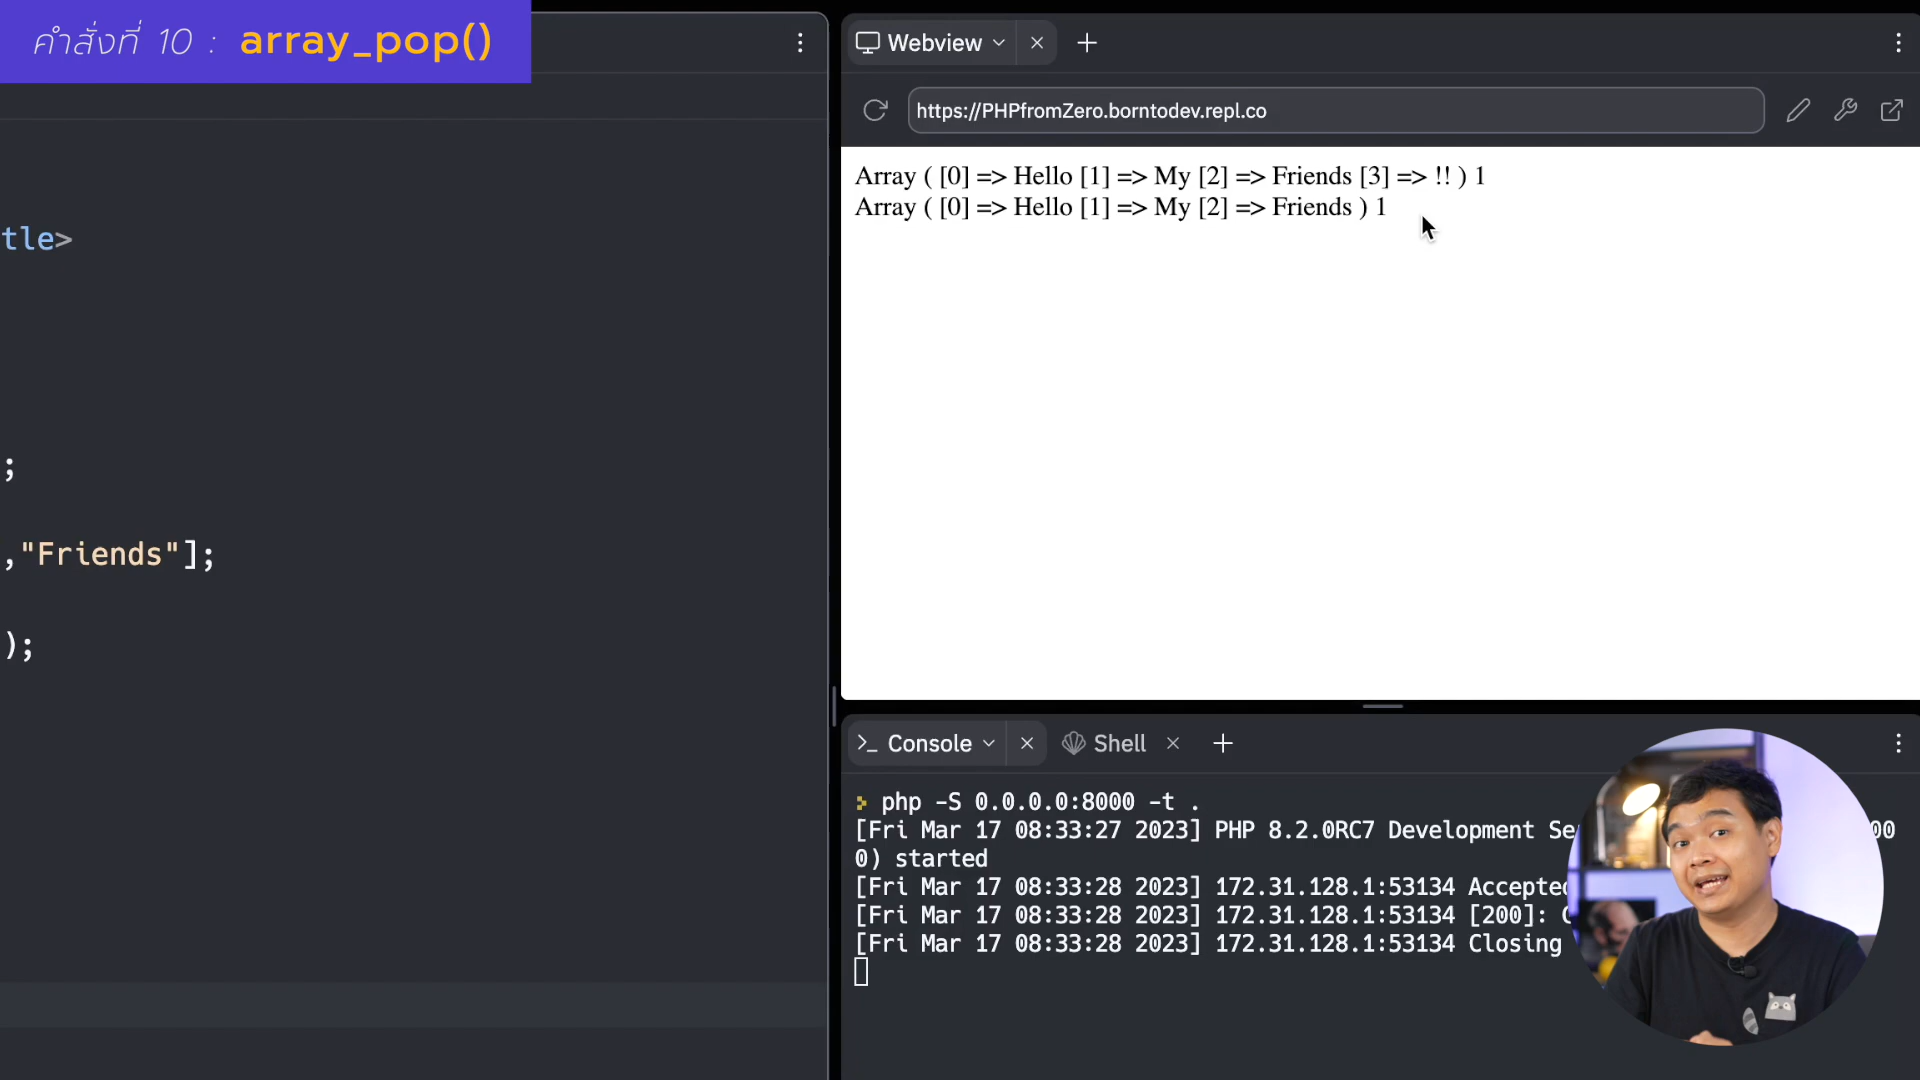 คำสั่งที่ 10 : array_pop()
tle>
;
,"Friends"];
);
Webview
https://PHPfromZero.borntodev.repl.co
Array ( [0] => Hello [1] => My [2] => Friends [3] => !! ) 1
Array ( [0] => Hello [1] => My [2] => Friends ) 1
Console
Shell
php -S 0.0.0.0:8000 -t .
[Fri Mar 17 08:33:27 2023] PHP 8.2.0RC7 Development Se 00
0) started
[Fri Mar 17 08:33:28 2023] 172.31.128.1:53134 Accepted
[Fri Mar 17 08:33:28 2023] 172.31.128.1:53134 [200]:
[Fri Mar 17 08:33:28 2023] 172.31.128.1:53134 Closing